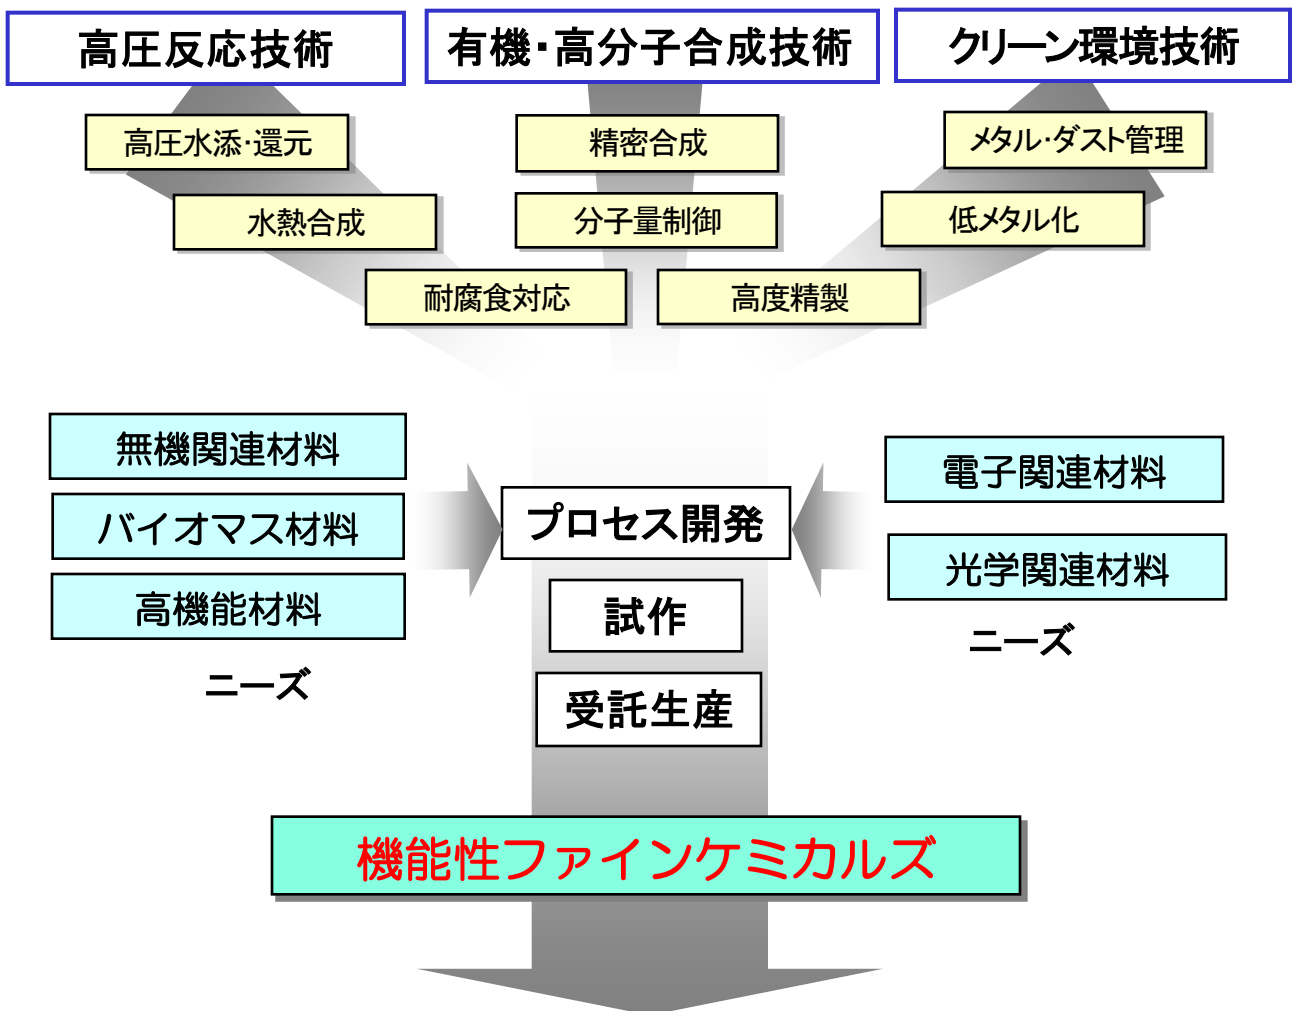 高圧反応技術
有機・高分子合成技術
クリーン環境技術
高圧水添・還元
精密合成
メタル・ダスト管理
水熱合成
分子量制御
低メタル化
耐腐食対応
高度精製
無機関連材料
バイオマス材料
高機能材料
ニーズ
電子関連材料
光学関連材料
ニーズ
プロセス開発
試作
受託生産
機能性ファインケミカルズ